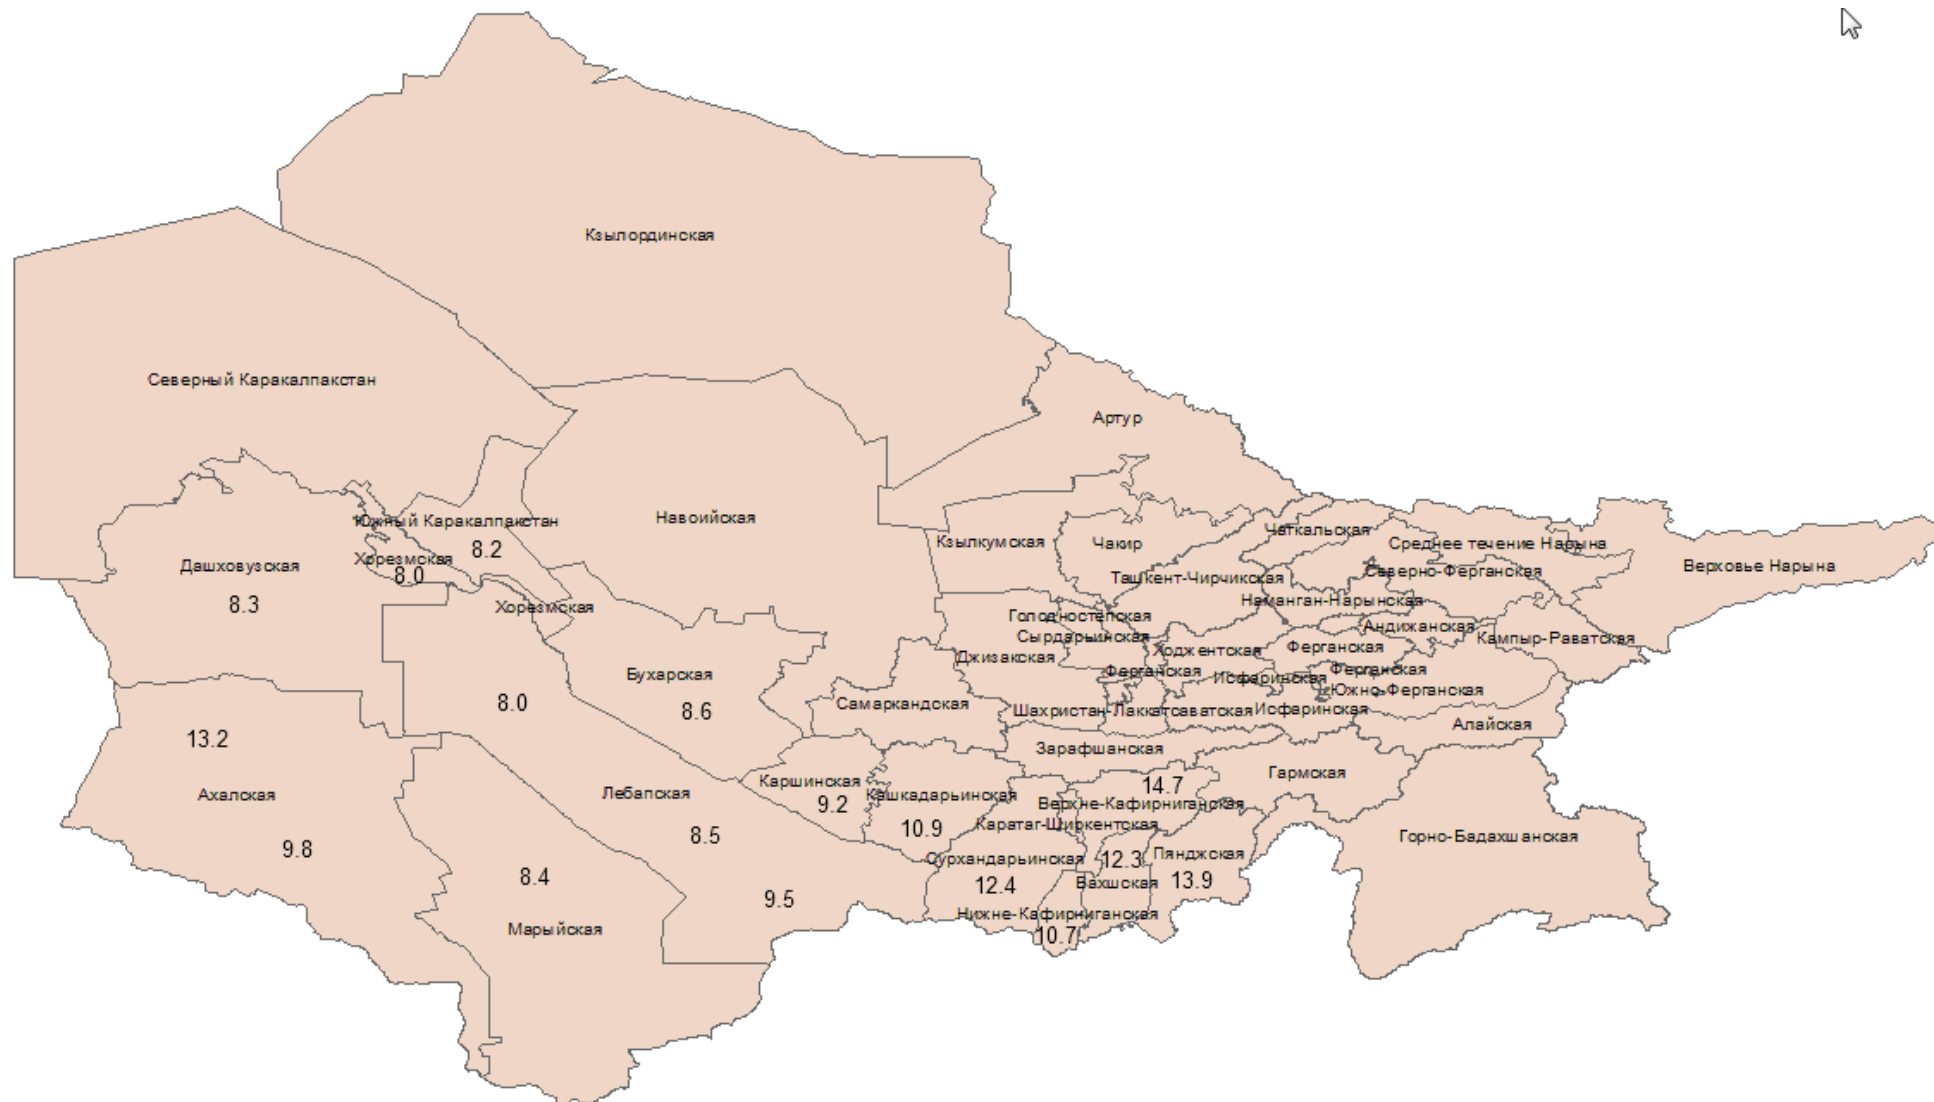 Кзылординская
Северный Каракалпакстан
Артур
Навоийская
Южный Каракалпакстан
8.2
Хорезмская
8.0
Дашховузская
8.3
Кзылкумская
Чакир
Чаткальская
Среднее течение Нарына
Верховье Нарына
Ташкент-Чирчикская
Северно-Ферганская
Наманган-Нарынская
Хорезмская
Голодностепская
Сырдарьинская
Джизакская
Андижанская
Кампыр-Раватская
Ходжентская
Ферганская
Ферганская
Ферганская
Исфаринская
Южно-Ферганская
Бухарская
8.6
8.0
Самаркандская
Шахристан-Лаккатсаватская
Исфаринская
Алайская
13.2
Ахалская
9.8
Зарафшанская
Гармская
Каршинская
9.2
Кашкадарьинская
10.9
14.7
Верхне-Кафирниганская
Каратаг-Ширкентская
Лебапская
8.5
9.5
Горно-Бадахшанская
Сурхандарьинская
12.4
12.3
Вахшская
Пянджская
13.9
8.4
Марыйская
Нижне-Кафирниганская
10.7